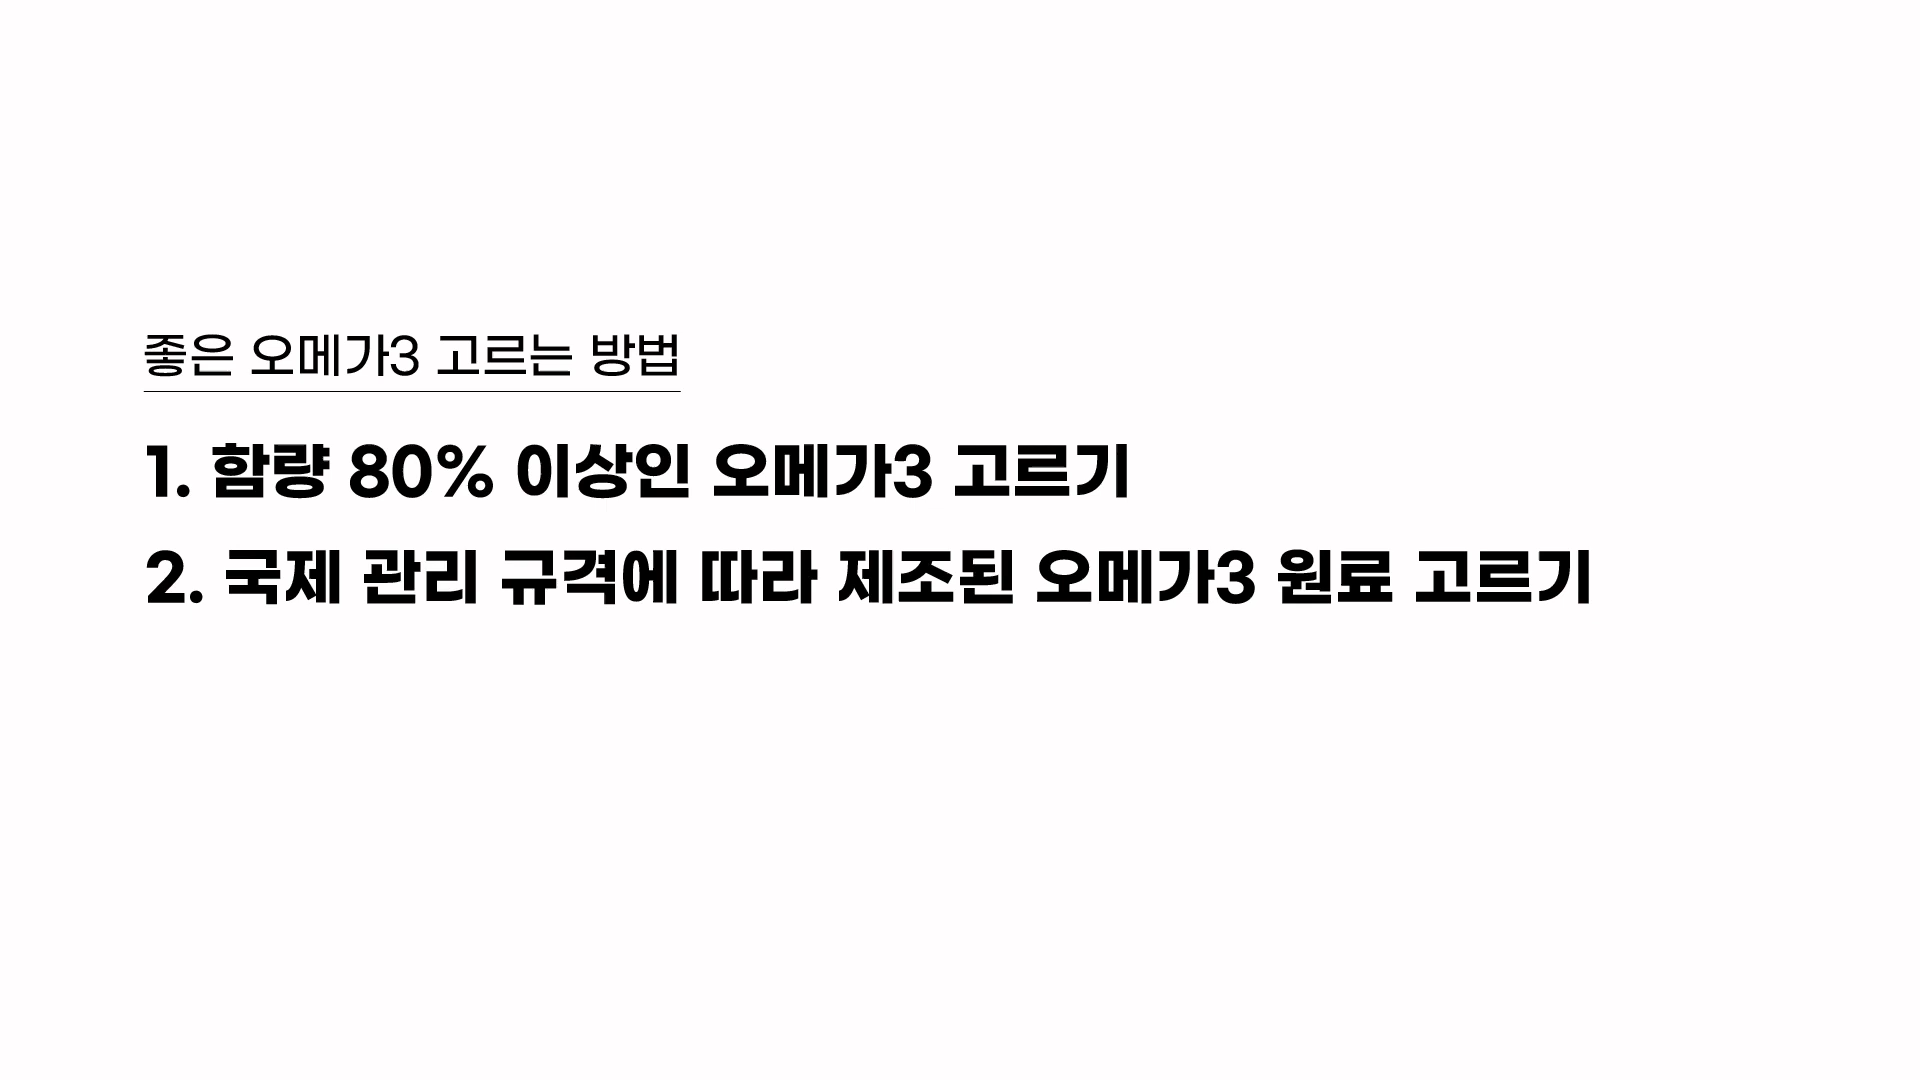 좋은 오메가3 고르는 방법
1. 함량 80% 이상인 오메가3 고르기
2. 국제 관리 규격에 따라 제조된 오메가3 원료 고르기